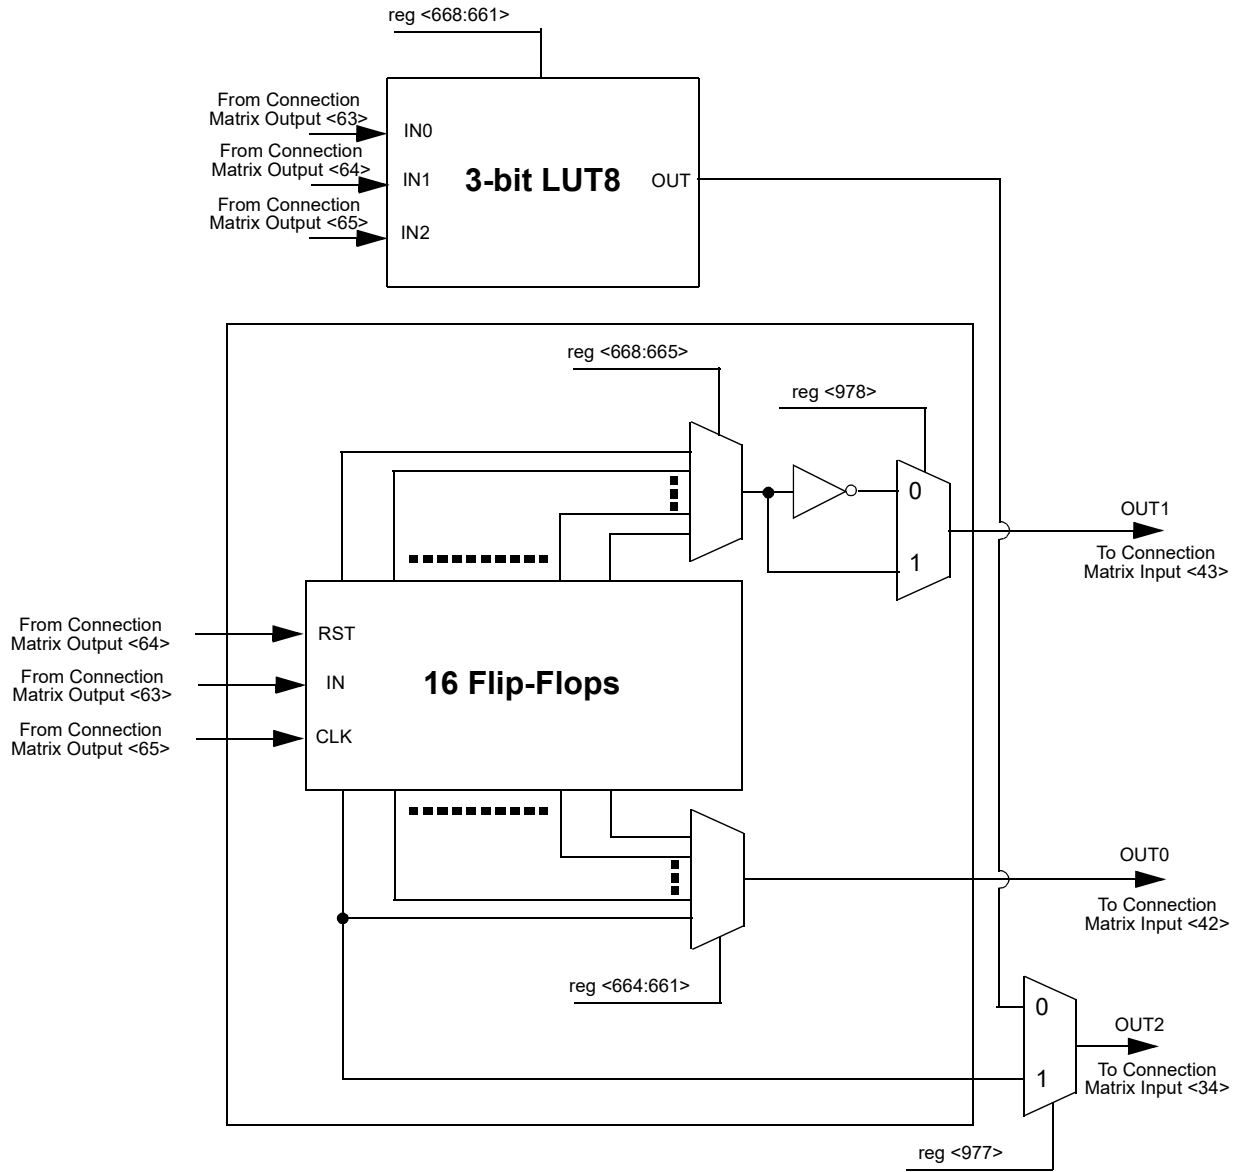 reg <668:661>
From Connection
Matrix Output <63>
IN0
From Connection
Matrix Output <64>
IN1
3-bit LUT8
OUT
From Connection
Matrix Output <65>
IN2
reg <668:665>
reg <978>
0
1
OUT1
To Connection
Matrix Input <43>
From Connection
Matrix Output <64>
RST
From Connection
Matrix Output <63>
IN
16 Flip-Flops
From Connection
Matrix Output <65>
CLK
OUT0
To Connection
Matrix Input <42>
reg <664:661>
0
1
OUT2
To Connection
Matrix Input <34>
reg <977>